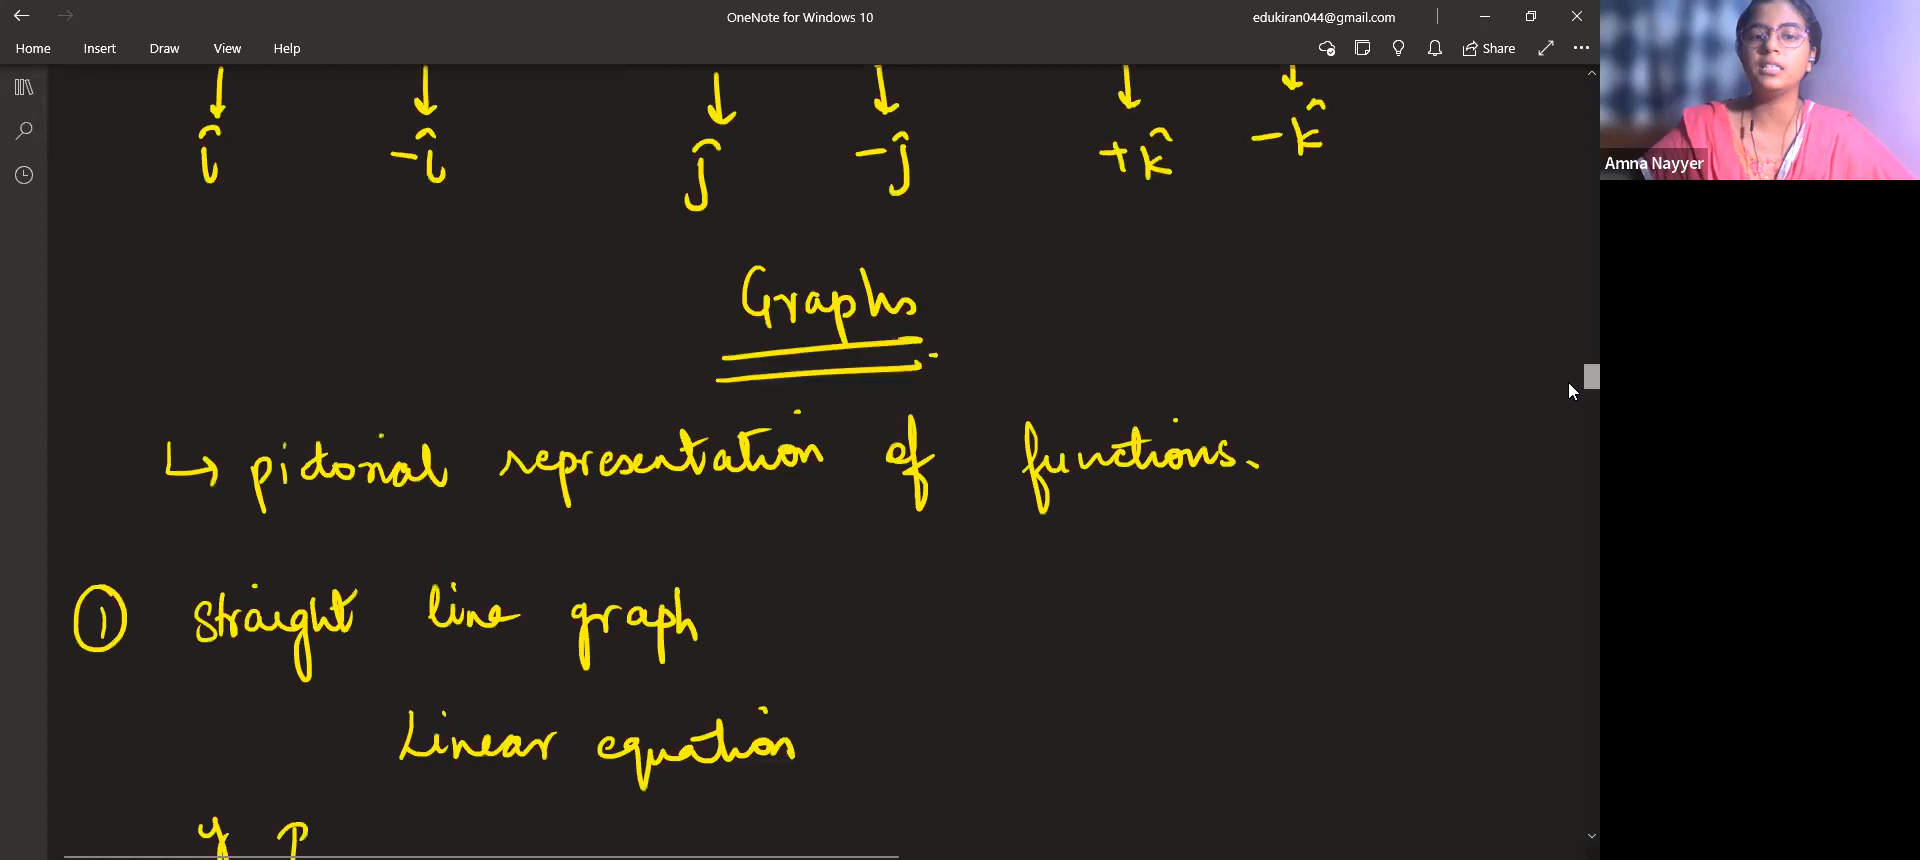 OneNote for Windows 10
edukiran044@gmail.com
Home Insert Draw View Help
Share
î -î ĵ -ĵ +k̂ -k̂
Amna Nayyer
Graphs
↳ pictorial representation of functions.
① straight line graph
Linear equation
y ↑